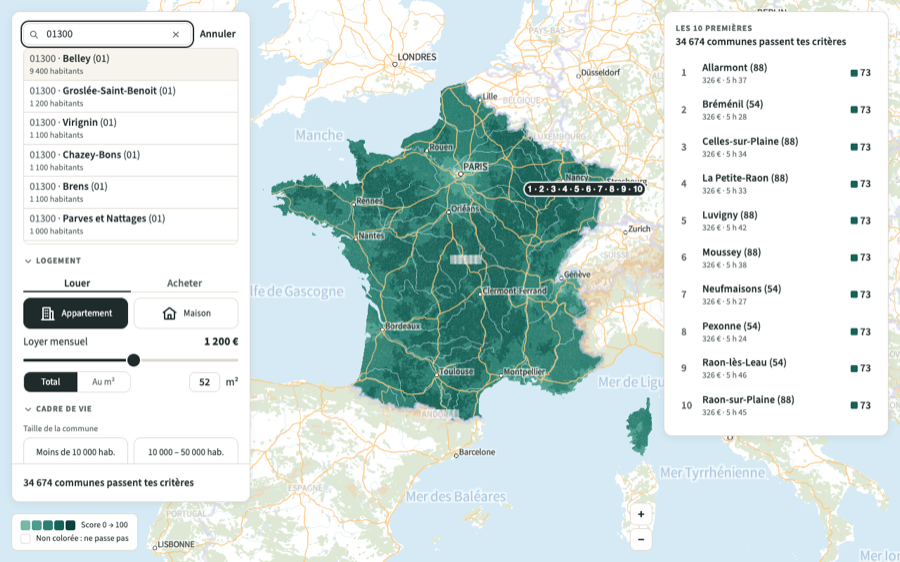 01300
Annuler
01300 · Belley (01)
9 400 habitants
01300 · Groslée-Saint-Benoit (01)
1 200 habitants
01300 · Virignin (01)
1 100 habitants
01300 · Chazey-Bons (01)
1 100 habitants
01300 · Brens (01)
1 100 habitants
01300 · Parves et Nattages (01)
1 000 habitants
LOGEMENT
Louer
Acheter
Appartement
Maison
Loyer mensuel
1 200 €
Total
Au m²
52
m²
CADRE DE VIE
Taille de la commune
Moins de 10 000 hab.
10 000 – 50 000 hab.
34 674 communes passent tes critères
Score 0 → 100
Non colorée : ne passe pas
LONDRES
PAYS-BAS
Düsseldorf
Lille
BELGIQUE
LUXEMBOURG
Manche
Rouen
PARIS
Nancy
Strasbourg
1 · 2 · 3 · 4 · 5 · 6 · 7 · 8 · 9 · 10
Rennes
Orléans
Nantes
Zurich
SUISSE
Genève
lfe de Gascogne
Clermont Ferrand
Bordeaux
Toulouse
Montpellier
Mer de Ligu
ANDORRE
Barcelone
Mer Tyrrhénienne
ESPAGNE
Mer des Baléares
PORTUGAL
LISBONNE
Mer Ior
+
−
BERLIN
LES 10 PREMIÈRES
34 674 communes passent tes critères
1 Allarmont (88) 73
326 € · 5 h 37
2 Bréménil (54) 73
326 € · 5 h 28
3 Celles-sur-Plaine (88) 73
326 € · 5 h 34
4 La Petite-Raon (88) 73
326 € · 5 h 33
5 Luvigny (88) 73
326 € · 5 h 42
6 Moussey (88) 73
326 € · 5 h 38
7 Neufmaisons (54) 73
326 € · 5 h 27
8 Pexonne (54) 73
326 € · 5 h 24
9 Raon-lès-Leau (54) 73
326 € · 5 h 46
10 Raon-sur-Plaine (88) 73
326 € · 5 h 45